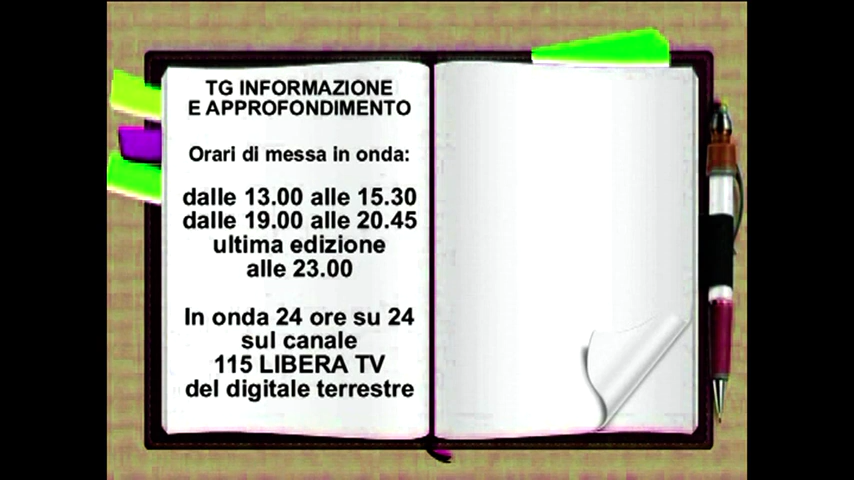 TG INFORMAZIONE
E APPROFONDIMENTO
Orari di messa in onda:
dalle 13.00 alle 15.30
dalle 19.00 alle 20.45
ultima edizione
alle 23.00
In onda 24 ore su 24
sul canale
115 LIBERA TV
del digitale terrestre